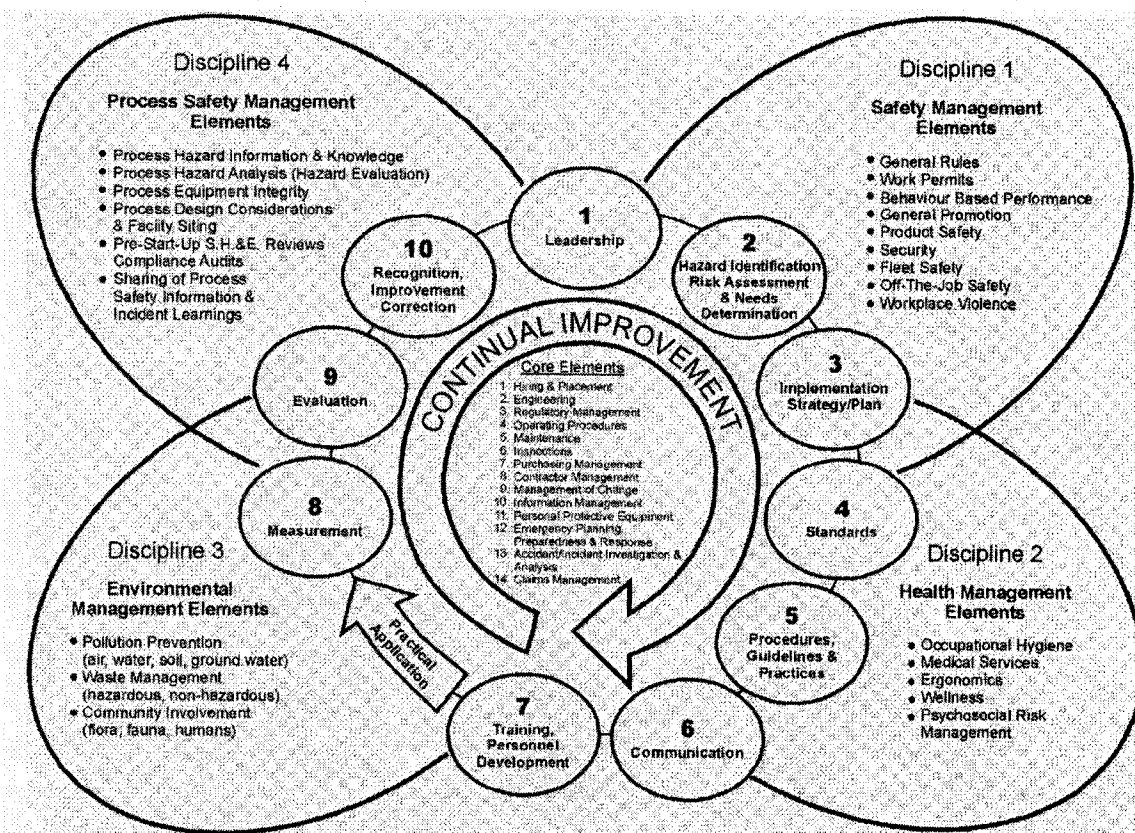 Discipline 4
Process Safety Management
Elements
• Process Hazard Information & Knowledge
• Process Hazard Analysis (Hazard Evaluation)
• Process Equipment Integrity
• Process Design Considerations
& Facility Siting
• Pre-Start-Up S.H.&E. Reviews
Compliance Audits
• Sharing of Process
Safety Information &
Incident Learnings
Discipline 1
Safety Management
Elements
• General Rules
• Work Permits
• Behaviour Based Performance
• General Promotion
• Product Safety
• Security
• Fleet Safety
• Off-The-Job Safety
• Workplace Violence
1
Leadership
2
Hazard Identification
Risk Assessment
& Needs
Determination
3
Implementation
Strategy/Plan
4
Standards
5
Procedures,
Guidelines &
Practices
6
Communication
7
Training,
Personnel
Development
Practical
Application
8
Measurement
9
Evaluation
10
Recognition,
Improvement
Correction
CONTINUAL IMPROVEMENT
Core Elements
1. Hiring & Placement
2. Engineering
3. Regulatory Management
4. Operating Procedures
5. Maintenance
6. Inspections
7. Purchasing Management
8. Contractor Management
9. Management of Change
10. Information Management
11. Personal Protective Equipment
12. Emergency Planning
Preparedness & Response
13. Accident/Incident Investigation &
Analysis
14. Claims Management
Discipline 3
Environmental
Management Elements
• Pollution Prevention
(air, water, soil, ground water)
• Waste Management
(hazardous, non-hazardous)
• Community Involvement
(flora, fauna, humans)
Discipline 2
Health Management
Elements
• Occupational Hygiene
• Medical Services
• Ergonomics
• Wellness
• Psychosocial Risk
Management